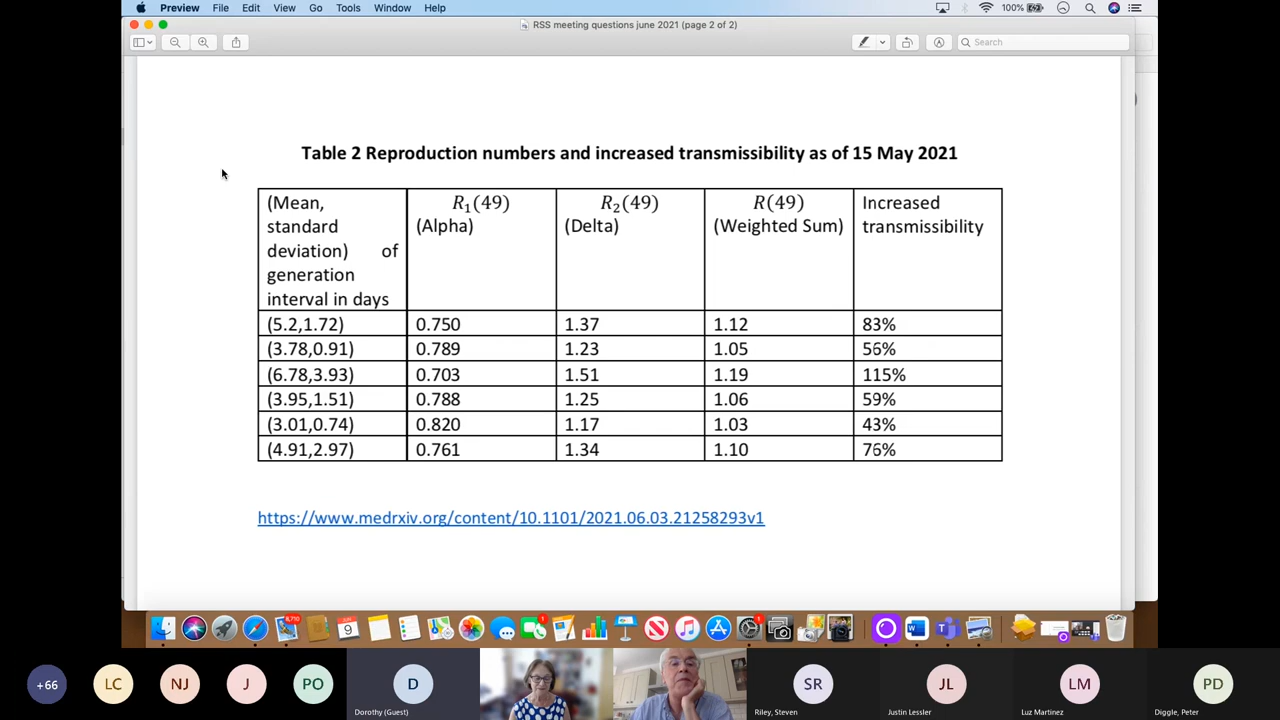 Preview File Edit View Go Tools Window Help 100%
RSS meeting questions june 2021 (page 2 of 2)
Search
Table 2 Reproduction numbers and increased transmissibility as of 15 May 2021
(Mean, standard deviation) of generation interval in days R₁(49) (Alpha) R₂(49) (Delta) R(49) (Weighted Sum) Increased transmissibility
(5.2,1.72) 0.750 1.37 1.12 83%
(3.78,0.91) 0.789 1.23 1.05 56%
(6.78,3.93) 0.703 1.51 1.19 115%
(3.95,1.51) 0.788 1.25 1.06 59%
(3.01,0.74) 0.820 1.17 1.03 43%
(4.91,2.97) 0.761 1.34 1.10 76%
https://www.medrxiv.org/content/10.1101/2021.06.03.21258293v1
+66 LC NJ J PO D SR JL LM PD
Dorothy (Guest) Riley, Steven Justin Lessler Luz Martinez Diggle, Peter